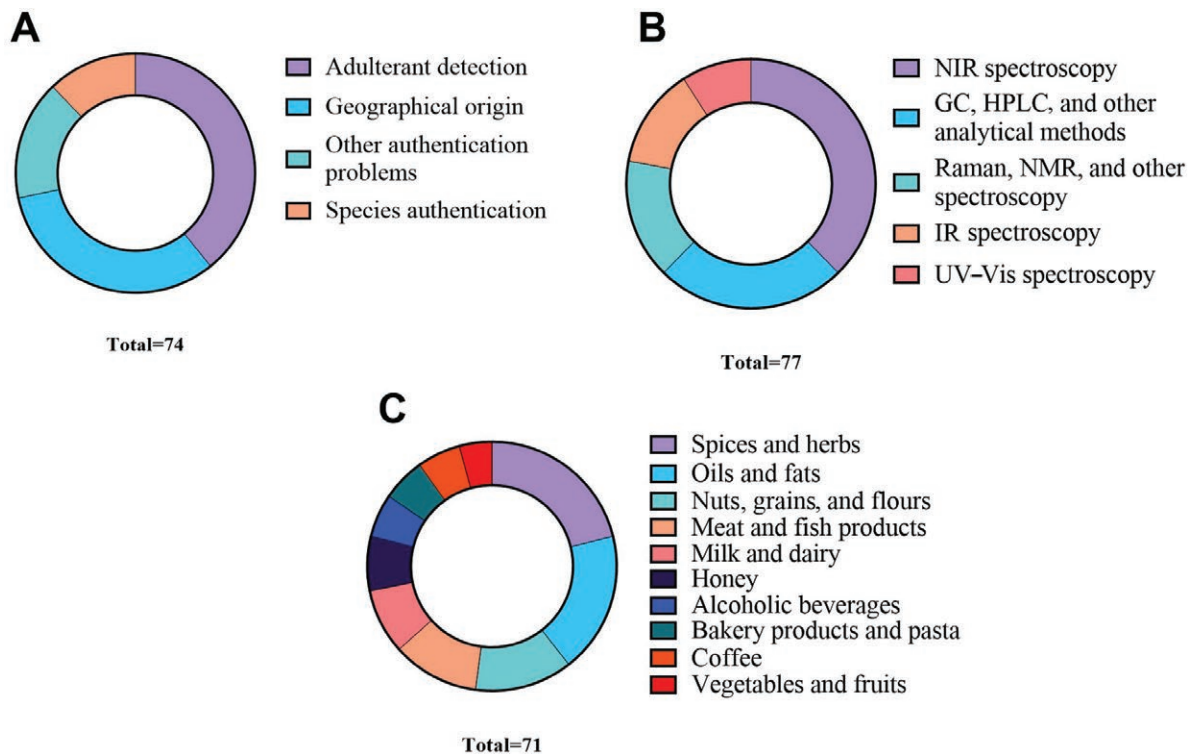 A
Adulterant detection
Geographical origin
Other authentication
problems
Species authentication
Total=74
B
NIR spectroscopy
GC, HPLC, and other
analytical methods
Raman, NMR, and other
spectroscopy
IR spectroscopy
UV–Vis spectroscopy
Total=77
C
Spices and herbs
Oils and fats
Nuts, grains, and flours
Meat and fish products
Milk and dairy
Honey
Alcoholic beverages
Bakery products and pasta
Coffee
Vegetables and fruits
Total=71